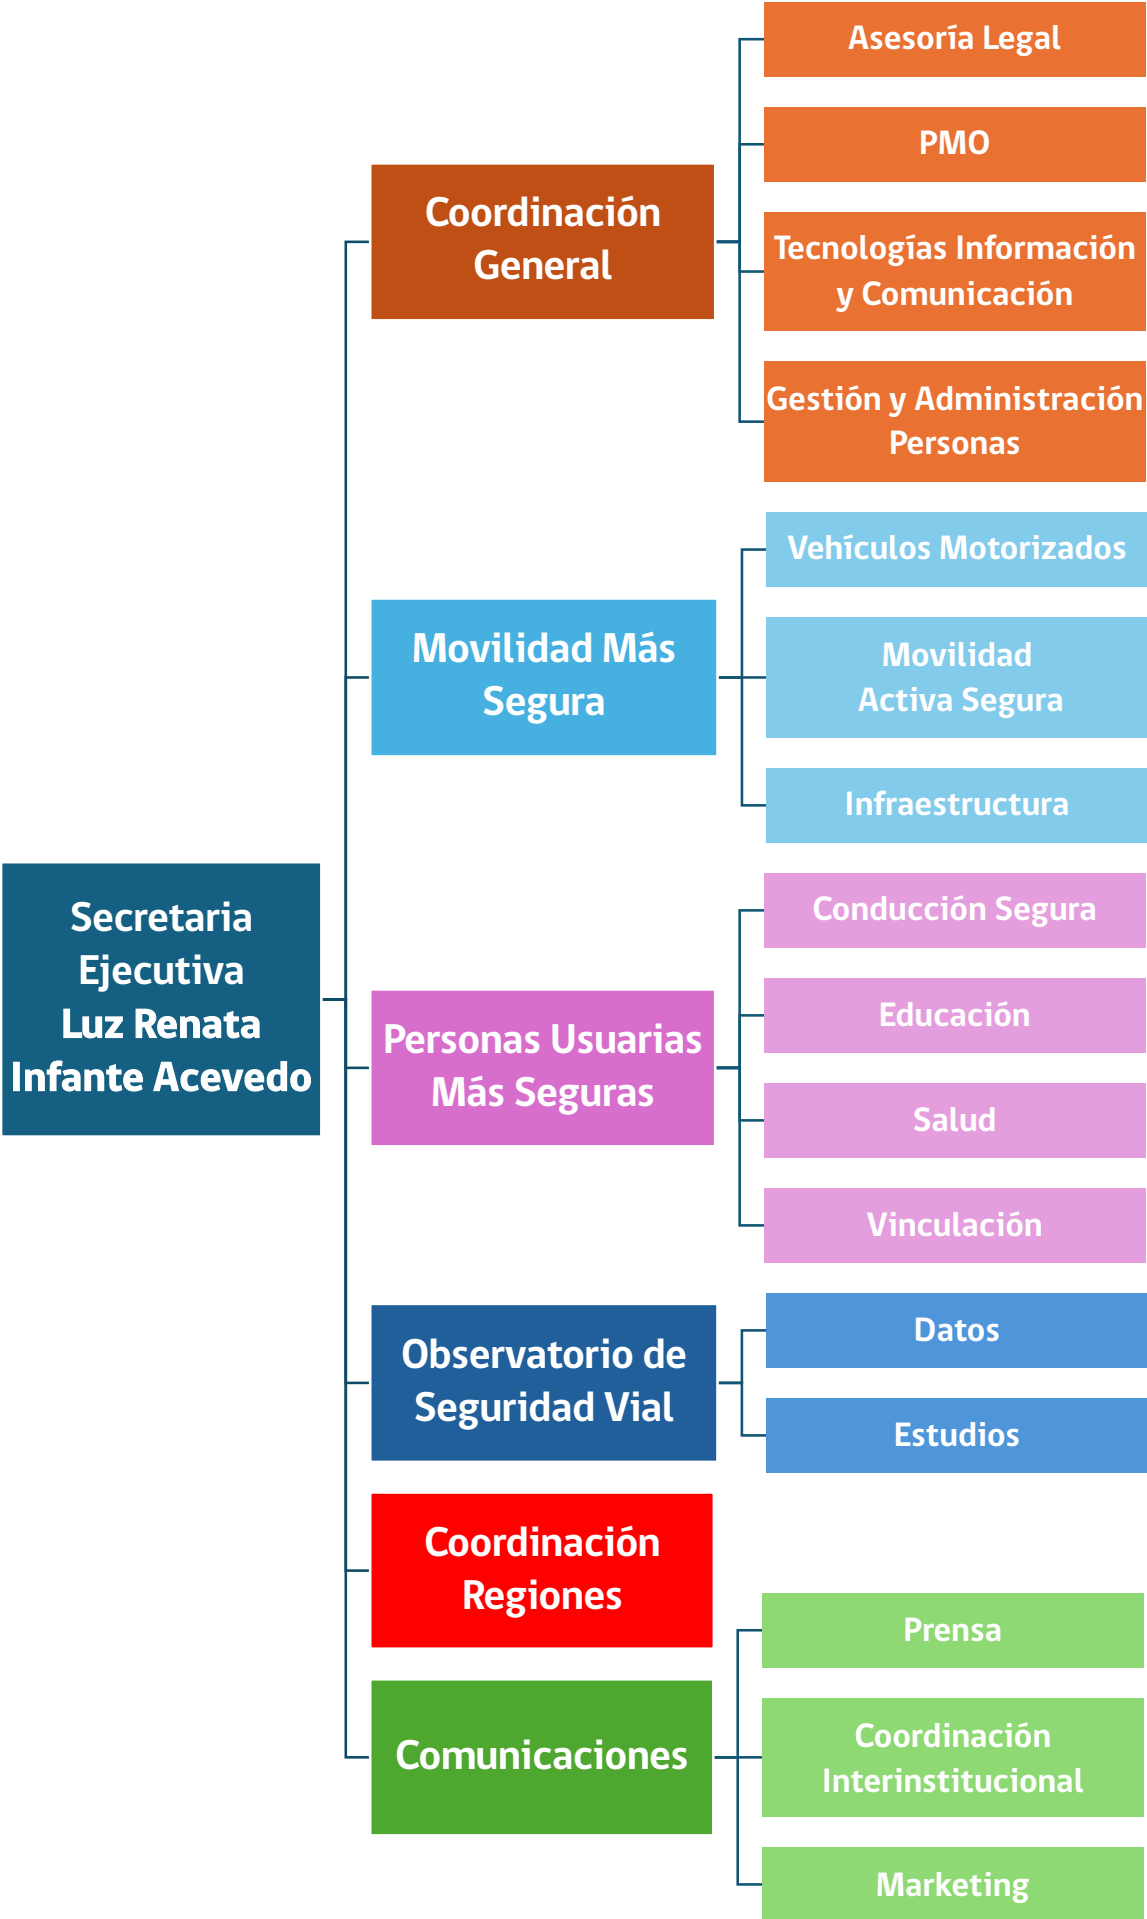 Secretaria
Ejecutiva
Luz Renata
Infante Acevedo
Coordinación
General
Asesoría Legal
PMO
Tecnologías Información
y Comunicación
Gestión y Administración
Personas
Movilidad Más
Segura
Vehículos Motorizados
Movilidad
Activa Segura
Infraestructura
Personas Usuarias
Más Seguras
Conducción Segura
Educación
Salud
Vinculación
Observatorio de
Seguridad Vial
Datos
Estudios
Coordinación
Regiones
Comunicaciones
Prensa
Coordinación
Interinstitucional
Marketing